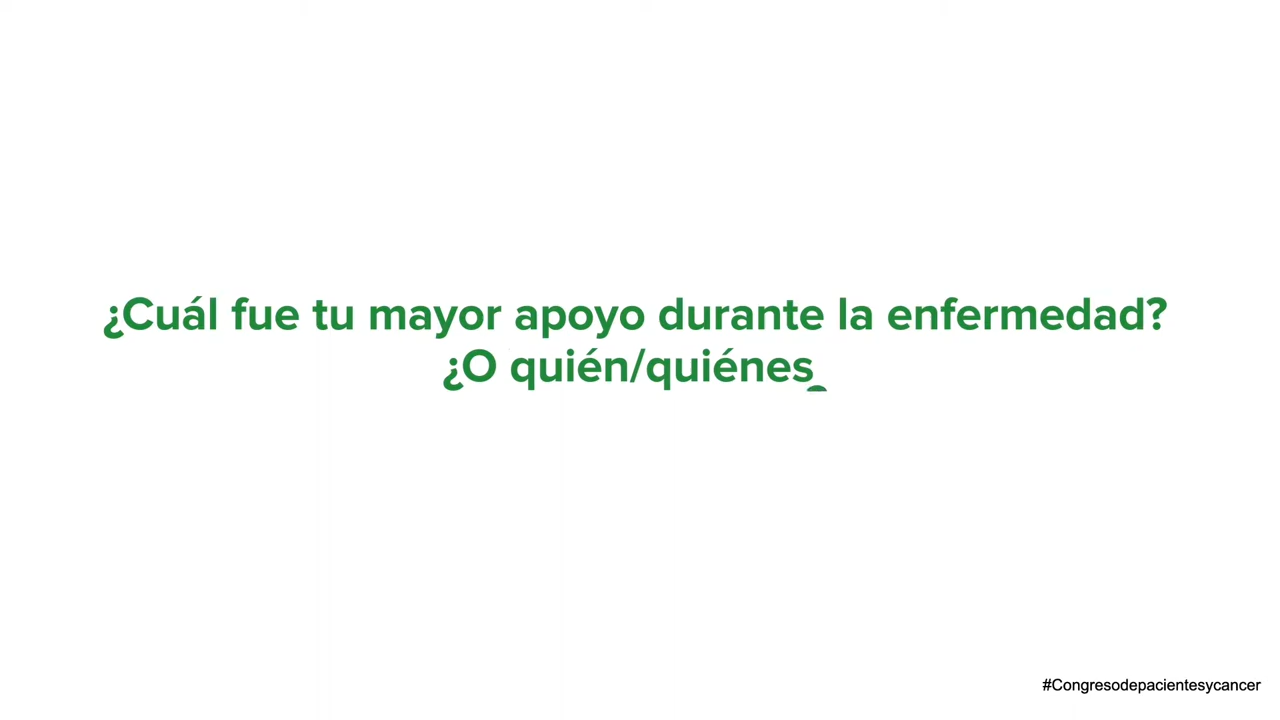 ¿Cuál fue tu mayor apoyo durante la enfermedad?
¿O quién/quiénes
#Congresodepacientesycancer